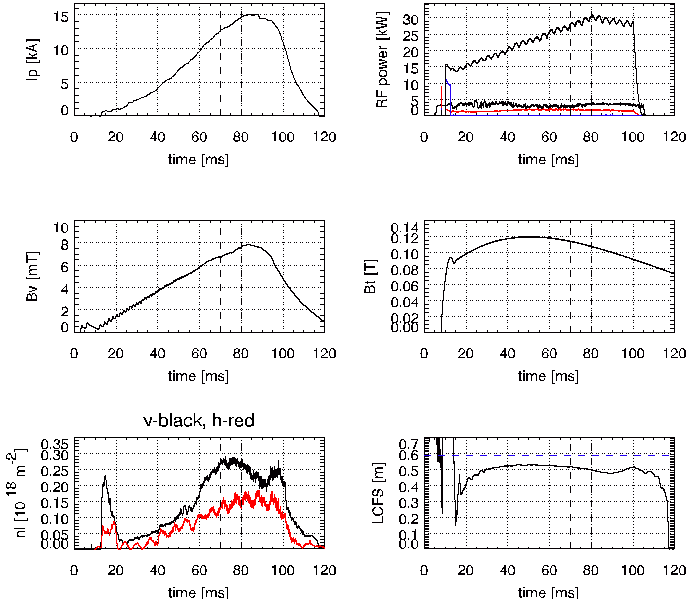 Ip [kA]
15
10
5
0
0 20 40 60 80 100 120
time [ms]
RF power [kW]
30
25
20
15
10
5
0
0 20 40 60 80 100 120
time [ms]
Bv [mT]
10
8
6
4
2
0
0 20 40 60 80 100 120
time [ms]
Bt [T]
0.14
0.12
0.10
0.08
0.06
0.04
0.02
0.00
0 20 40 60 80 100 120
time [ms]
v-black, h-red
nl [10 18 m-2]
0.35
0.30
0.25
0.20
0.15
0.10
0.05
0.00
0 20 40 60 80 100 120
time [ms]
LCFS [m]
0.7
0.6
0.5
0.4
0.3
0.2
0.1
0.0
0 20 40 60 80 100 120
time [ms]